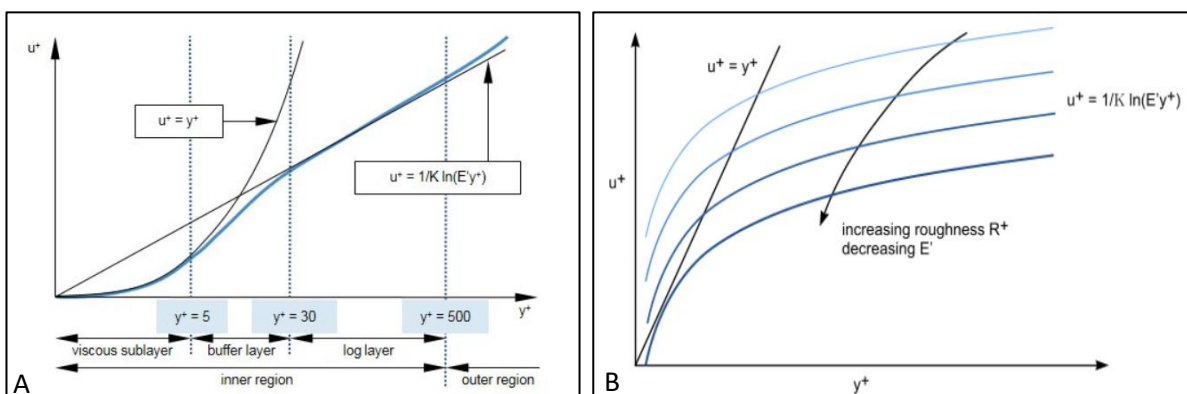 u⁺
u⁺ = y⁺
u⁺ = 1/K ln(E'y⁺)
y⁺
y⁺ = 5
y⁺ = 30
y⁺ = 500
viscous sublayer
buffer layer
log layer
inner region
outer region
A
u⁺ = y⁺
u⁺ = 1/K ln(E'y⁺)
u⁺
increasing roughness R⁺
decreasing E'
y⁺
B